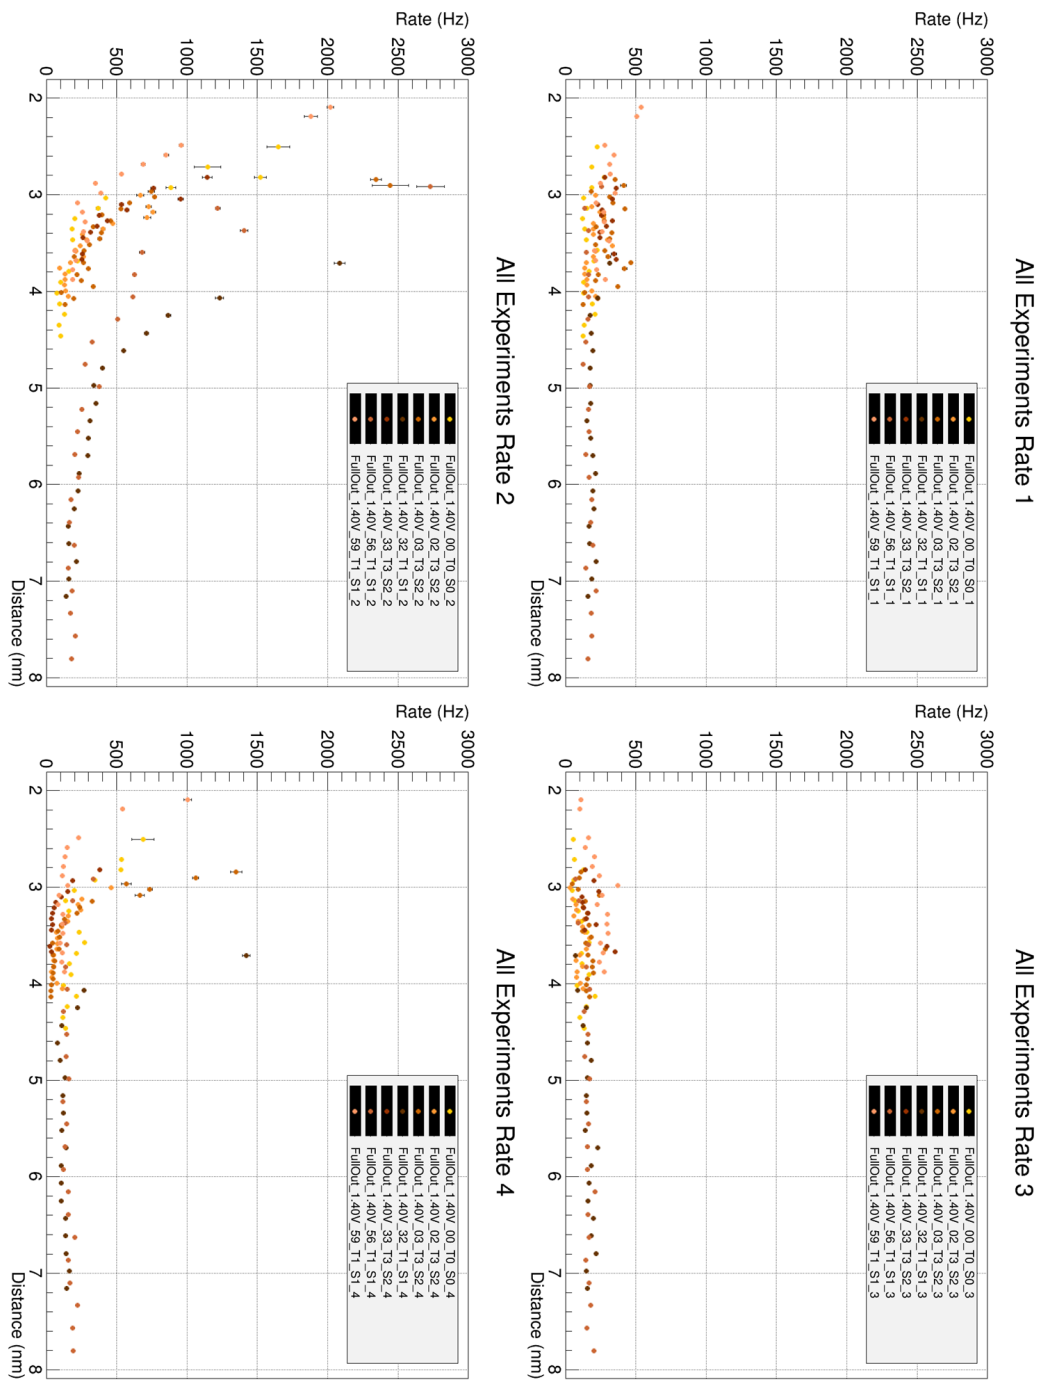 All Experiments Rate 1
Rate (Hz)
3000
2500
2000
1500
1000
500
0
2
3
4
5
6
7
8
Distance (nm)
FullOut_1.40V_00_T0_S0_1
FullOut_1.40V_02_T3_S2_1
FullOut_1.40V_03_T3_S2_1
FullOut_1.40V_32_T1_S1_1
FullOut_1.40V_33_T3_S2_1
FullOut_1.40V_56_T1_S1_1
FullOut_1.40V_59_T1_S1_1
All Experiments Rate 3
Rate (Hz)
3000
2500
2000
1500
1000
500
0
2
3
4
5
6
7
8
Distance (nm)
FullOut_1.40V_00_T0_S0_3
FullOut_1.40V_02_T3_S2_3
FullOut_1.40V_03_T3_S2_3
FullOut_1.40V_32_T1_S1_3
FullOut_1.40V_33_T3_S2_3
FullOut_1.40V_56_T1_S1_3
FullOut_1.40V_59_T1_S1_3
All Experiments Rate 2
Rate (Hz)
3000
2500
2000
1500
1000
500
0
2
3
4
5
6
7
8
Distance (nm)
FullOut_1.40V_00_T0_S0_2
FullOut_1.40V_02_T3_S2_2
FullOut_1.40V_03_T3_S2_2
FullOut_1.40V_32_T1_S1_2
FullOut_1.40V_33_T3_S2_2
FullOut_1.40V_56_T1_S1_2
FullOut_1.40V_59_T1_S1_2
All Experiments Rate 4
Rate (Hz)
3000
2500
2000
1500
1000
500
0
2
3
4
5
6
7
8
Distance (nm)
FullOut_1.40V_00_T0_S0_4
FullOut_1.40V_02_T3_S2_4
FullOut_1.40V_03_T3_S2_4
FullOut_1.40V_32_T1_S1_4
FullOut_1.40V_33_T3_S2_4
FullOut_1.40V_56_T1_S1_4
FullOut_1.40V_59_T1_S1_4